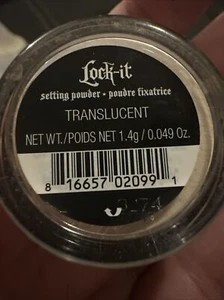 Lock-it
setting powder • poudre fixatrice
TRANSLUCENT
NET WT./POIDS NET 1.4g / 0.049 Oz.
8 16657 02099 1